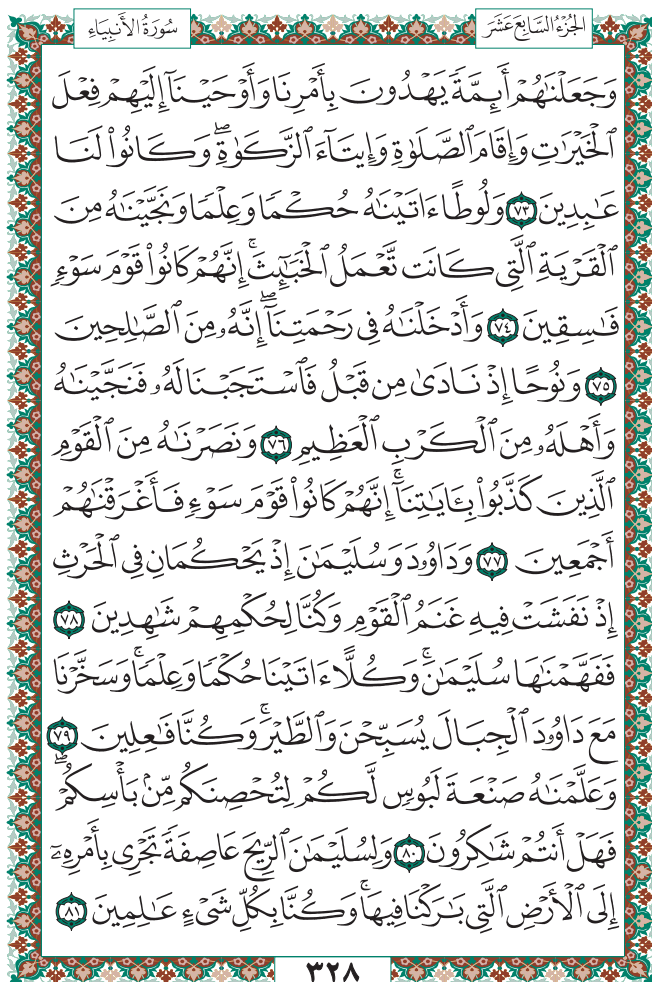 الجُزْءُ السَّابِعَ عَشَرَ
سُورَةُ الأَنبِيَاءِ
وَجَعَلْنَٰهُمْ أَئِمَّةً يَهْدُونَ بِأَمْرِنَا وَأَوْحَيْنَآ إِلَيْهِمْ فِعْلَ
ٱلْخَيْرَٰتِ وَإِقَامَ ٱلصَّلَوٰةِ وَإِيتَآءَ ٱلزَّكَوٰةِ ۖ وَكَانُوا۟ لَنَا
عَٰبِدِينَ ٧٣ وَلُوطًا ءَاتَيْنَٰهُ حُكْمًا وَعِلْمًا وَنَجَّيْنَٰهُ مِنَ
ٱلْقَرْيَةِ ٱلَّتِى كَانَت تَّعْمَلُ ٱلْخَبَٰٓئِثَ ۗ إِنَّهُمْ كَانُوا۟ قَوْمَ سَوْءٍ
فَٰسِقِينَ ٧٤ وَأَدْخَلْنَٰهُ فِى رَحْمَتِنَآ ۖ إِنَّهُۥ مِنَ ٱلصَّٰلِحِينَ
٧٥ وَنُوحًا إِذْ نَادَىٰ مِن قَبْلُ فَٱسْتَجَبْنَا لَهُۥ فَنَجَّيْنَٰهُ
وَأَهْلَهُۥ مِنَ ٱلْكَرْبِ ٱلْعَظِيمِ ٧٦ وَنَصَرْنَٰهُ مِنَ ٱلْقَوْمِ
ٱلَّذِينَ كَذَّبُوا۟ بِـَٔايَٰتِنَآ ۚ إِنَّهُمْ كَانُوا۟ قَوْمَ سَوْءٍ فَأَغْرَقْنَٰهُمْ
أَجْمَعِينَ ٧٧ وَدَاوُۥدَ وَسُلَيْمَٰنَ إِذْ يَحْكُمَانِ فِى ٱلْحَرْثِ
إِذْ نَفَشَتْ فِيهِ غَنَمُ ٱلْقَوْمِ وَكُنَّا لِحُكْمِهِمْ شَٰهِدِينَ ٧٨
فَفَهَّمْنَٰهَا سُلَيْمَٰنَ ۚ وَكُلًّا ءَاتَيْنَا حُكْمًا وَعِلْمًا ۚ وَسَخَّرْنَا
مَعَ دَاوُۥدَ ٱلْجِبَالَ يُسَبِّحْنَ وَٱلطَّيْرَ ۚ وَكُنَّا فَٰعِلِينَ ٧٩
وَعَلَّمْنَٰهُ صَنْعَةَ لَبُوسٍ لَّكُمْ لِتُحْصِنَكُم مِّنۢ بَأْسِكُمْ ۖ
فَهَلْ أَنتُمْ شَٰكِرُونَ ٨٠ وَلِسُلَيْمَٰنَ ٱلرِّيحَ عَاصِفَةً تَجْرِى بِأَمْرِهِۦٓ
إِلَى ٱلْأَرْضِ ٱلَّتِى بَٰرَكْنَا فِيهَا ۚ وَكُنَّا بِكُلِّ شَىْءٍ عَٰلِمِينَ ٨١
٣٢٨